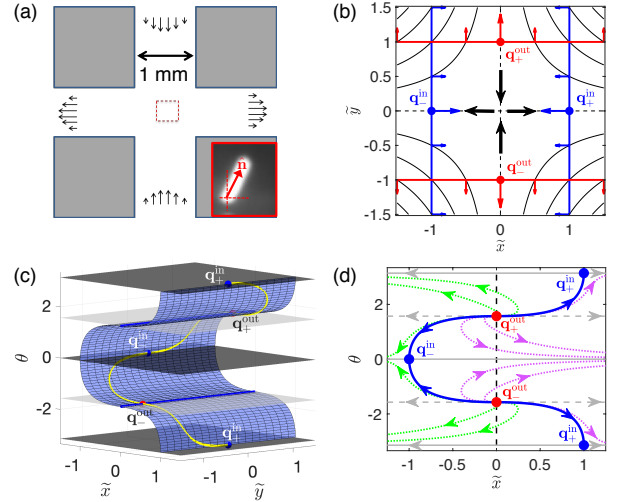 (a)
1 mm
n
(b)
1.5
1
0.5
0
-0.5
-1
-1.5
ỹ
-1
0
1
x̃
q₊ᵒᵘᵗ
q₋ⁱⁿ
q₊ⁱⁿ
q₋ᵒᵘᵗ
(c)
2
0
-2
θ
-1
0
1
x̃
-1
0
1
ỹ
q₊ⁱⁿ
q₊ᵒᵘᵗ
q₋ⁱⁿ
q₋ᵒᵘᵗ
q₊ⁱⁿ
(d)
2
0
-2
θ
-1
-0.5
0
0.5
1
x̃
q₊ⁱⁿ
q₊ᵒᵘᵗ
q₋ⁱⁿ
q₋ᵒᵘᵗ
q₊ⁱⁿ